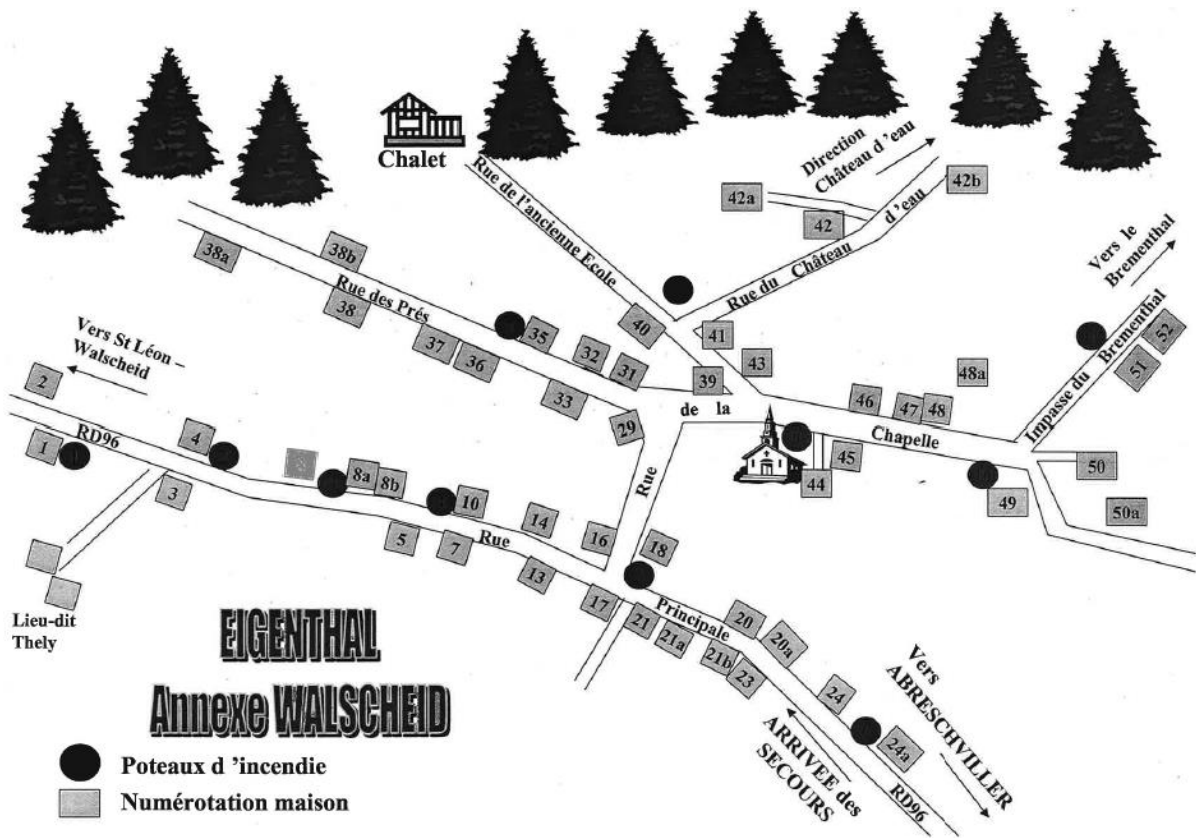 Chalet
Direction
Château d 'eau
Rue de l'ancienne Ecole
42a
42b
42
Rue du Château d 'eau
Vers le
Brementhal
38a
38b
Rue des Prés
38
37
36
35
32
31
33
29
40
41
39
43
Vers St Léon –
Walscheid
2
RD96
1
4
3
8a
8b
10
5
7
Rue
14
13
16
17
18
Rue
de la
Chapelle
46
47
48
48a
45
44
Impasse du Brementhal
52
51
50
49
50a
Principale
21
21a
21b
23
20
20a
24
24a
Vers
ABRESCHVILLER
ARRIVEE des
SECOURS
RD96
Lieu-dit
Thely
EIGENTHAL
Annexe WALSCHEID
Poteaux d 'incendie
Numérotation maison